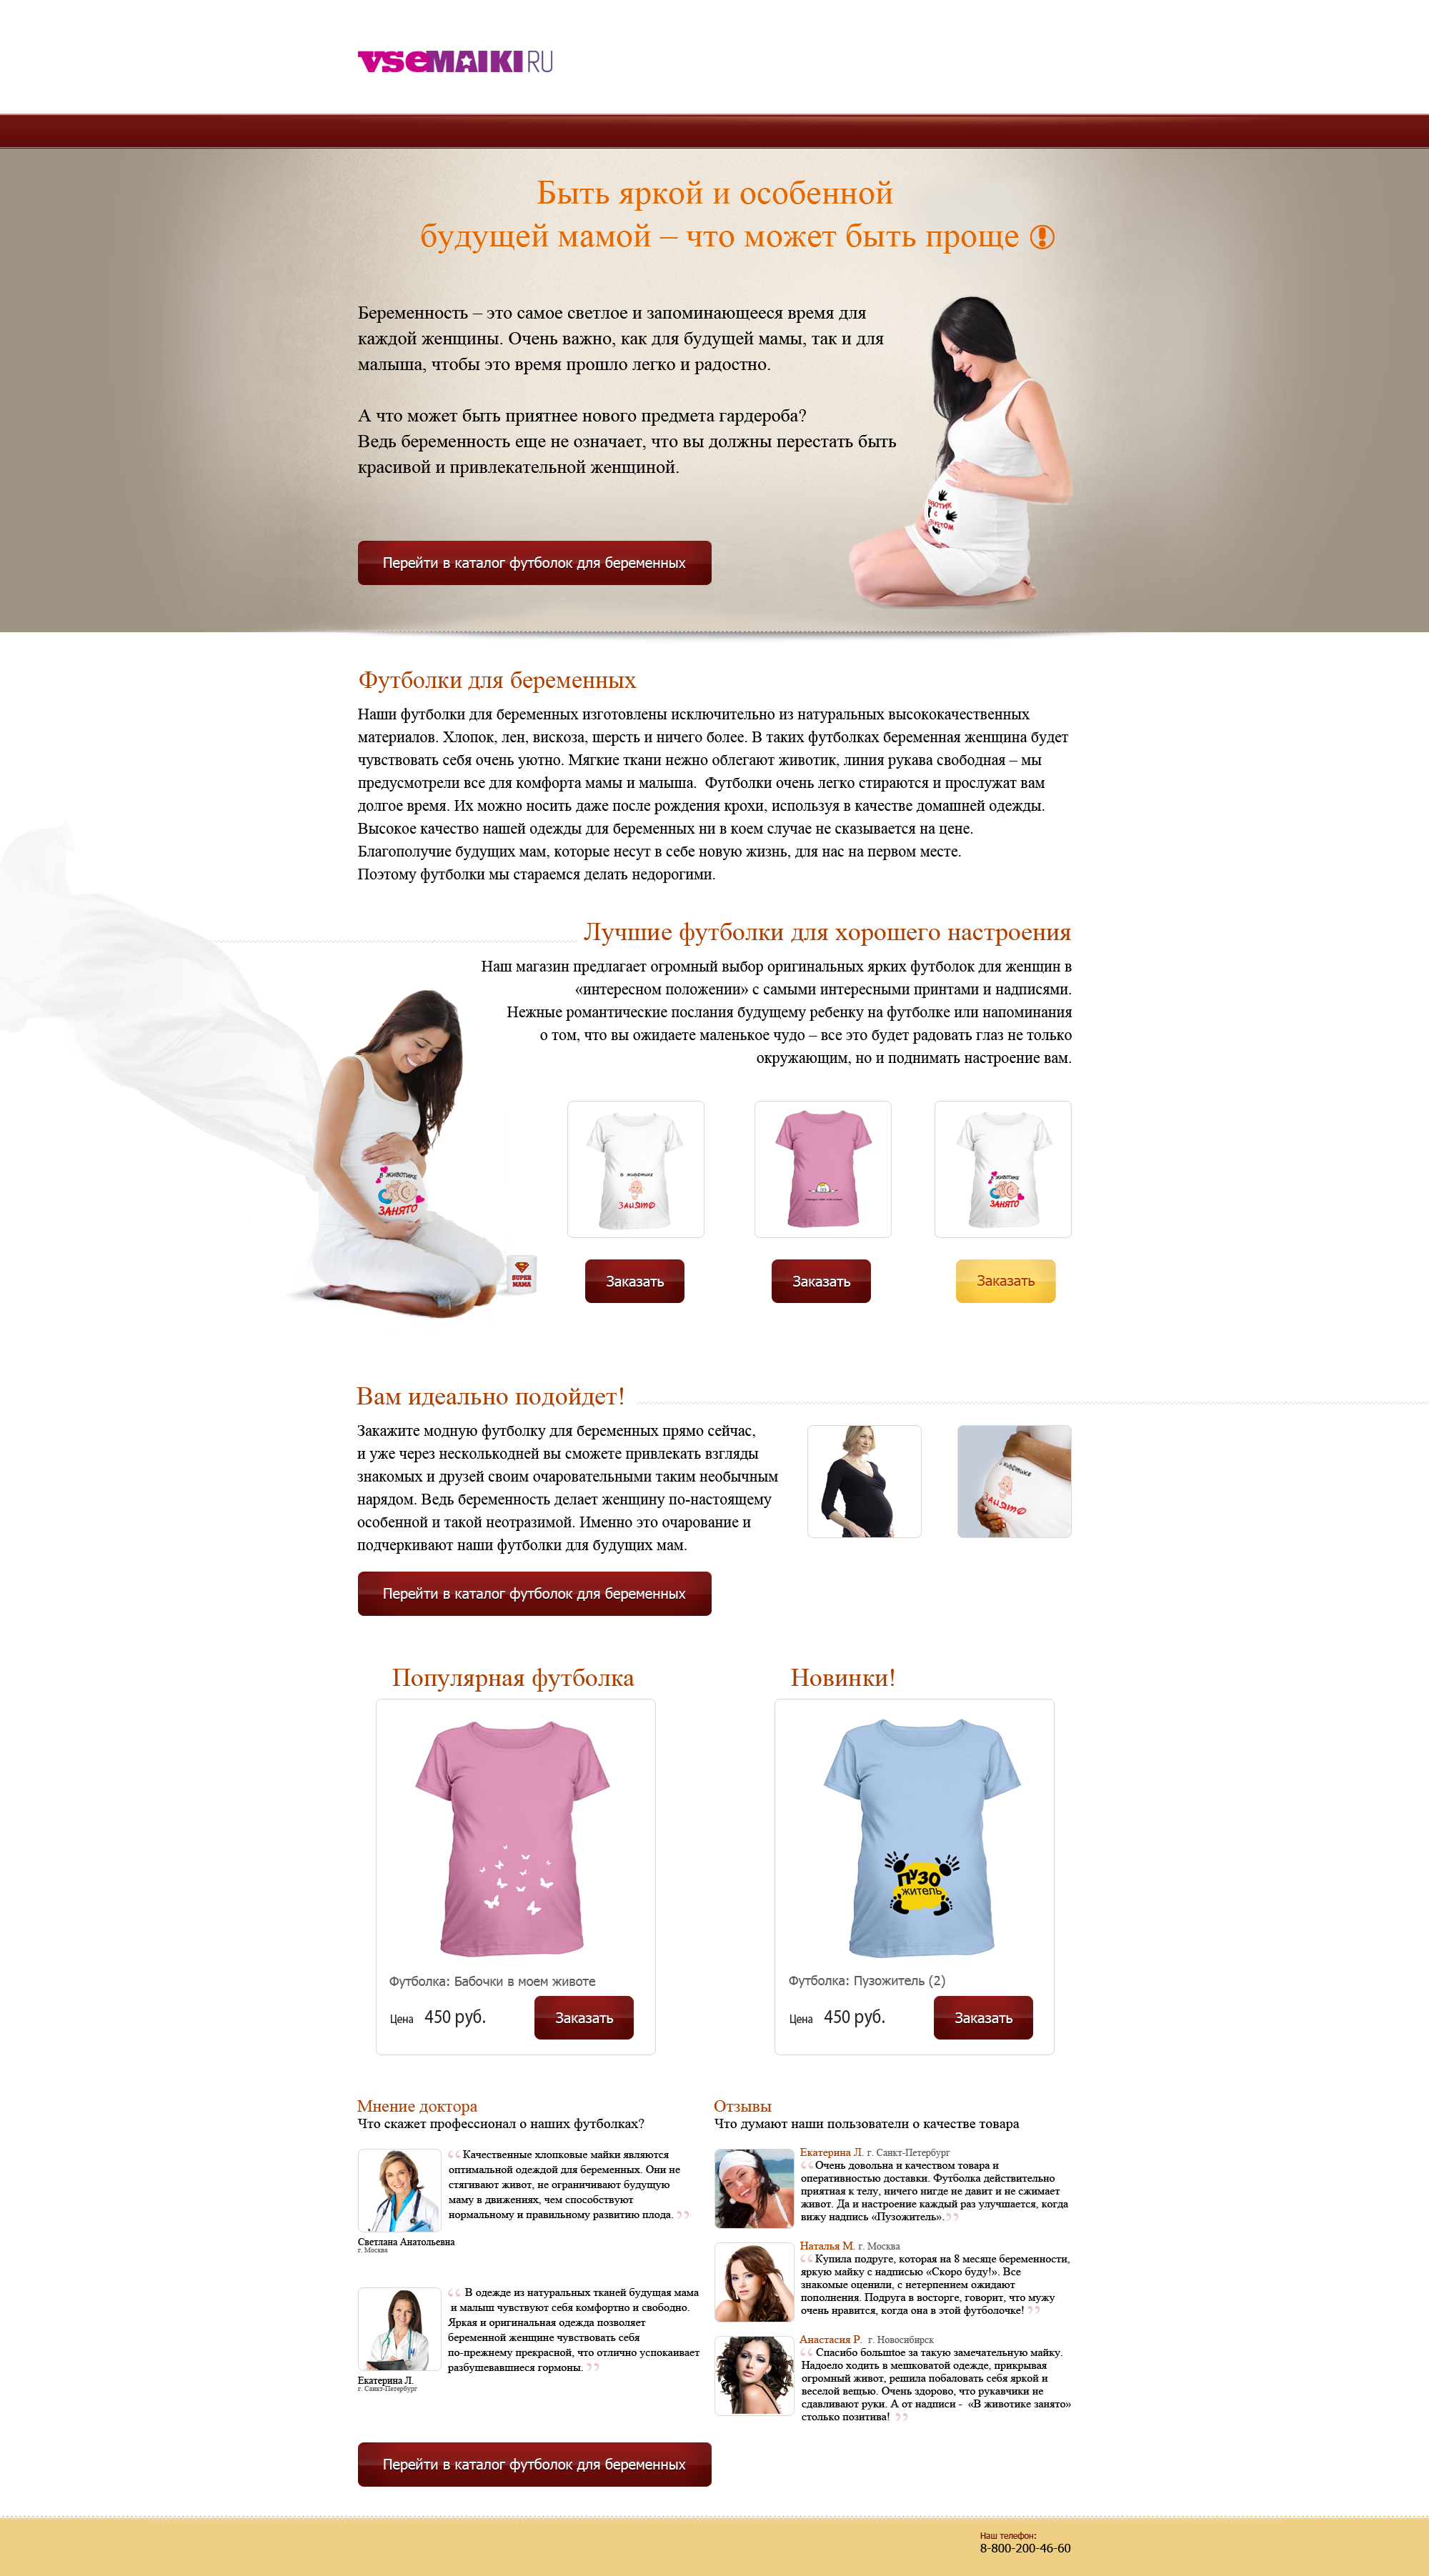 vseMAIKI RU
Быть яркой и особенной
будущей мамой – что может быть проще !
Беременность – это самое светлое и запоминающееся время для
каждой женщины. Очень важно, как для будущей мамы, так и для
малыша, чтобы это время прошло легко и радостно.
А что может быть приятнее нового предмета гардероба?
Ведь беременность еще не означает, что вы должны перестать быть
красивой и привлекательной женщиной.
с
Перейти в каталог футболок для беременных
Футболки для беременных
Наши футболки для беременных изготовлены исключительно из натуральных высококачественных
материалов. Хлопок, лен, вискоза, шерсть и ничего более. В таких футболках беременная женщина будет
чувствовать себя очень уютно. Мягкие ткани нежно облегают животик, линия рукава свободная – мы
предусмотрели все для комфорта мамы и малыша.  Футболки очень легко стираются и прослужат вам
долгое время. Их можно носить даже после рождения крохи, используя в качестве домашней одежды.
Высокое качество нашей одежды для беременных ни в коем случае не сказывается на цене.
Благополучие будущих мам, которые несут в себе новую жизнь, для нас на первом месте.
Поэтому футболки мы стараемся делать недорогими.
Лучшие футболки для хорошего настроения
Наш магазин предлагает огромный выбор оригинальных ярких футболок для женщин в
«интересном положении» с самыми интересными принтами и надписями.
Нежные романтические послания будущему ребенку на футболке или напоминания
о том, что вы ожидаете маленькое чудо – все это будет радовать глаз не только
окружающим, но и поднимать настроение вам.
В ЖИВОТИКЕ
ЗАНЯТО
SUPER
МАМА
в животике
занято
В ЖИВОТИКЕ
ЗАНЯТО
Заказать
Заказать
Заказать
Вам идеально подойдет!
Закажите модную футболку для беременных прямо сейчас,
и уже через несколькодней вы сможете привлекать взгляды
знакомых и друзей своим очаровательными таким необычным
нарядом. Ведь беременность делает женщину по-настоящему
особенной и такой неотразимой. Именно это очарование и
подчеркивают наши футболки для будущих мам.
в животике
занято
Перейти в каталог футболок для беременных
Популярная футболка
Футболка: Бабочки в моем животе
Цена 450 руб.
Заказать
Новинки!
ПУЗО
житель
Футболка: Пузожитель (2)
Цена 450 руб.
Заказать
Мнение доктора
Что скажет профессионал о наших футболках?
“ Качественные хлопковые майки являются
оптимальной одеждой для беременных. Они не
стягивают живот, не ограничивают будущую
маму в движениях, чем способствуют
нормальному и правильному развитию плода. ”
Светлана Анатольевна
г. Москва
“ В одежде из натуральных тканей будущая мама
и малыш чувствуют себя комфортно и свободно.
Яркая и оригинальная одежда позволяет
беременной женщине чувствовать себя
по-прежнему прекрасной, что отлично успокаивает
разбушевавшиеся гормоны. ”
Екатерина Л.
г. Санкт-Петербург
Отзывы
Что думают наши пользователи о качестве товара
Екатерина Л. г. Санкт-Петербург
“ Очень довольна и качеством товара и
оперативностью доставки. Футболка действительно
приятная к телу, ничего нигде не давит и не сжимает
живот. Да и настроение каждый раз улучшается, когда
вижу надпись «Пузожитель». ”
Наталья М. г. Москва
“ Купила подруге, которая на 8 месяце беременности,
яркую майку с надписью «Скоро буду!». Все
знакомые оценили, с нетерпением ожидают
пополнения. Подруга в восторге, говорит, что мужу
очень нравится, когда она в этой футболочке! ”
Анастасия Р. г. Новосибирск
“ Спасибо большtое за такую замечательную майку.
Надоело ходить в мешковатой одежде, прикрывая
огромный живот, решила побаловать себя яркой и
веселой вещью. Очень здорово, что рукавчики не
сдавливают руки. А от надписи -  «В животике занято»
столько позитива! ”
Перейти в каталог футболок для беременных
Наш телефон:
8-800-200-46-60